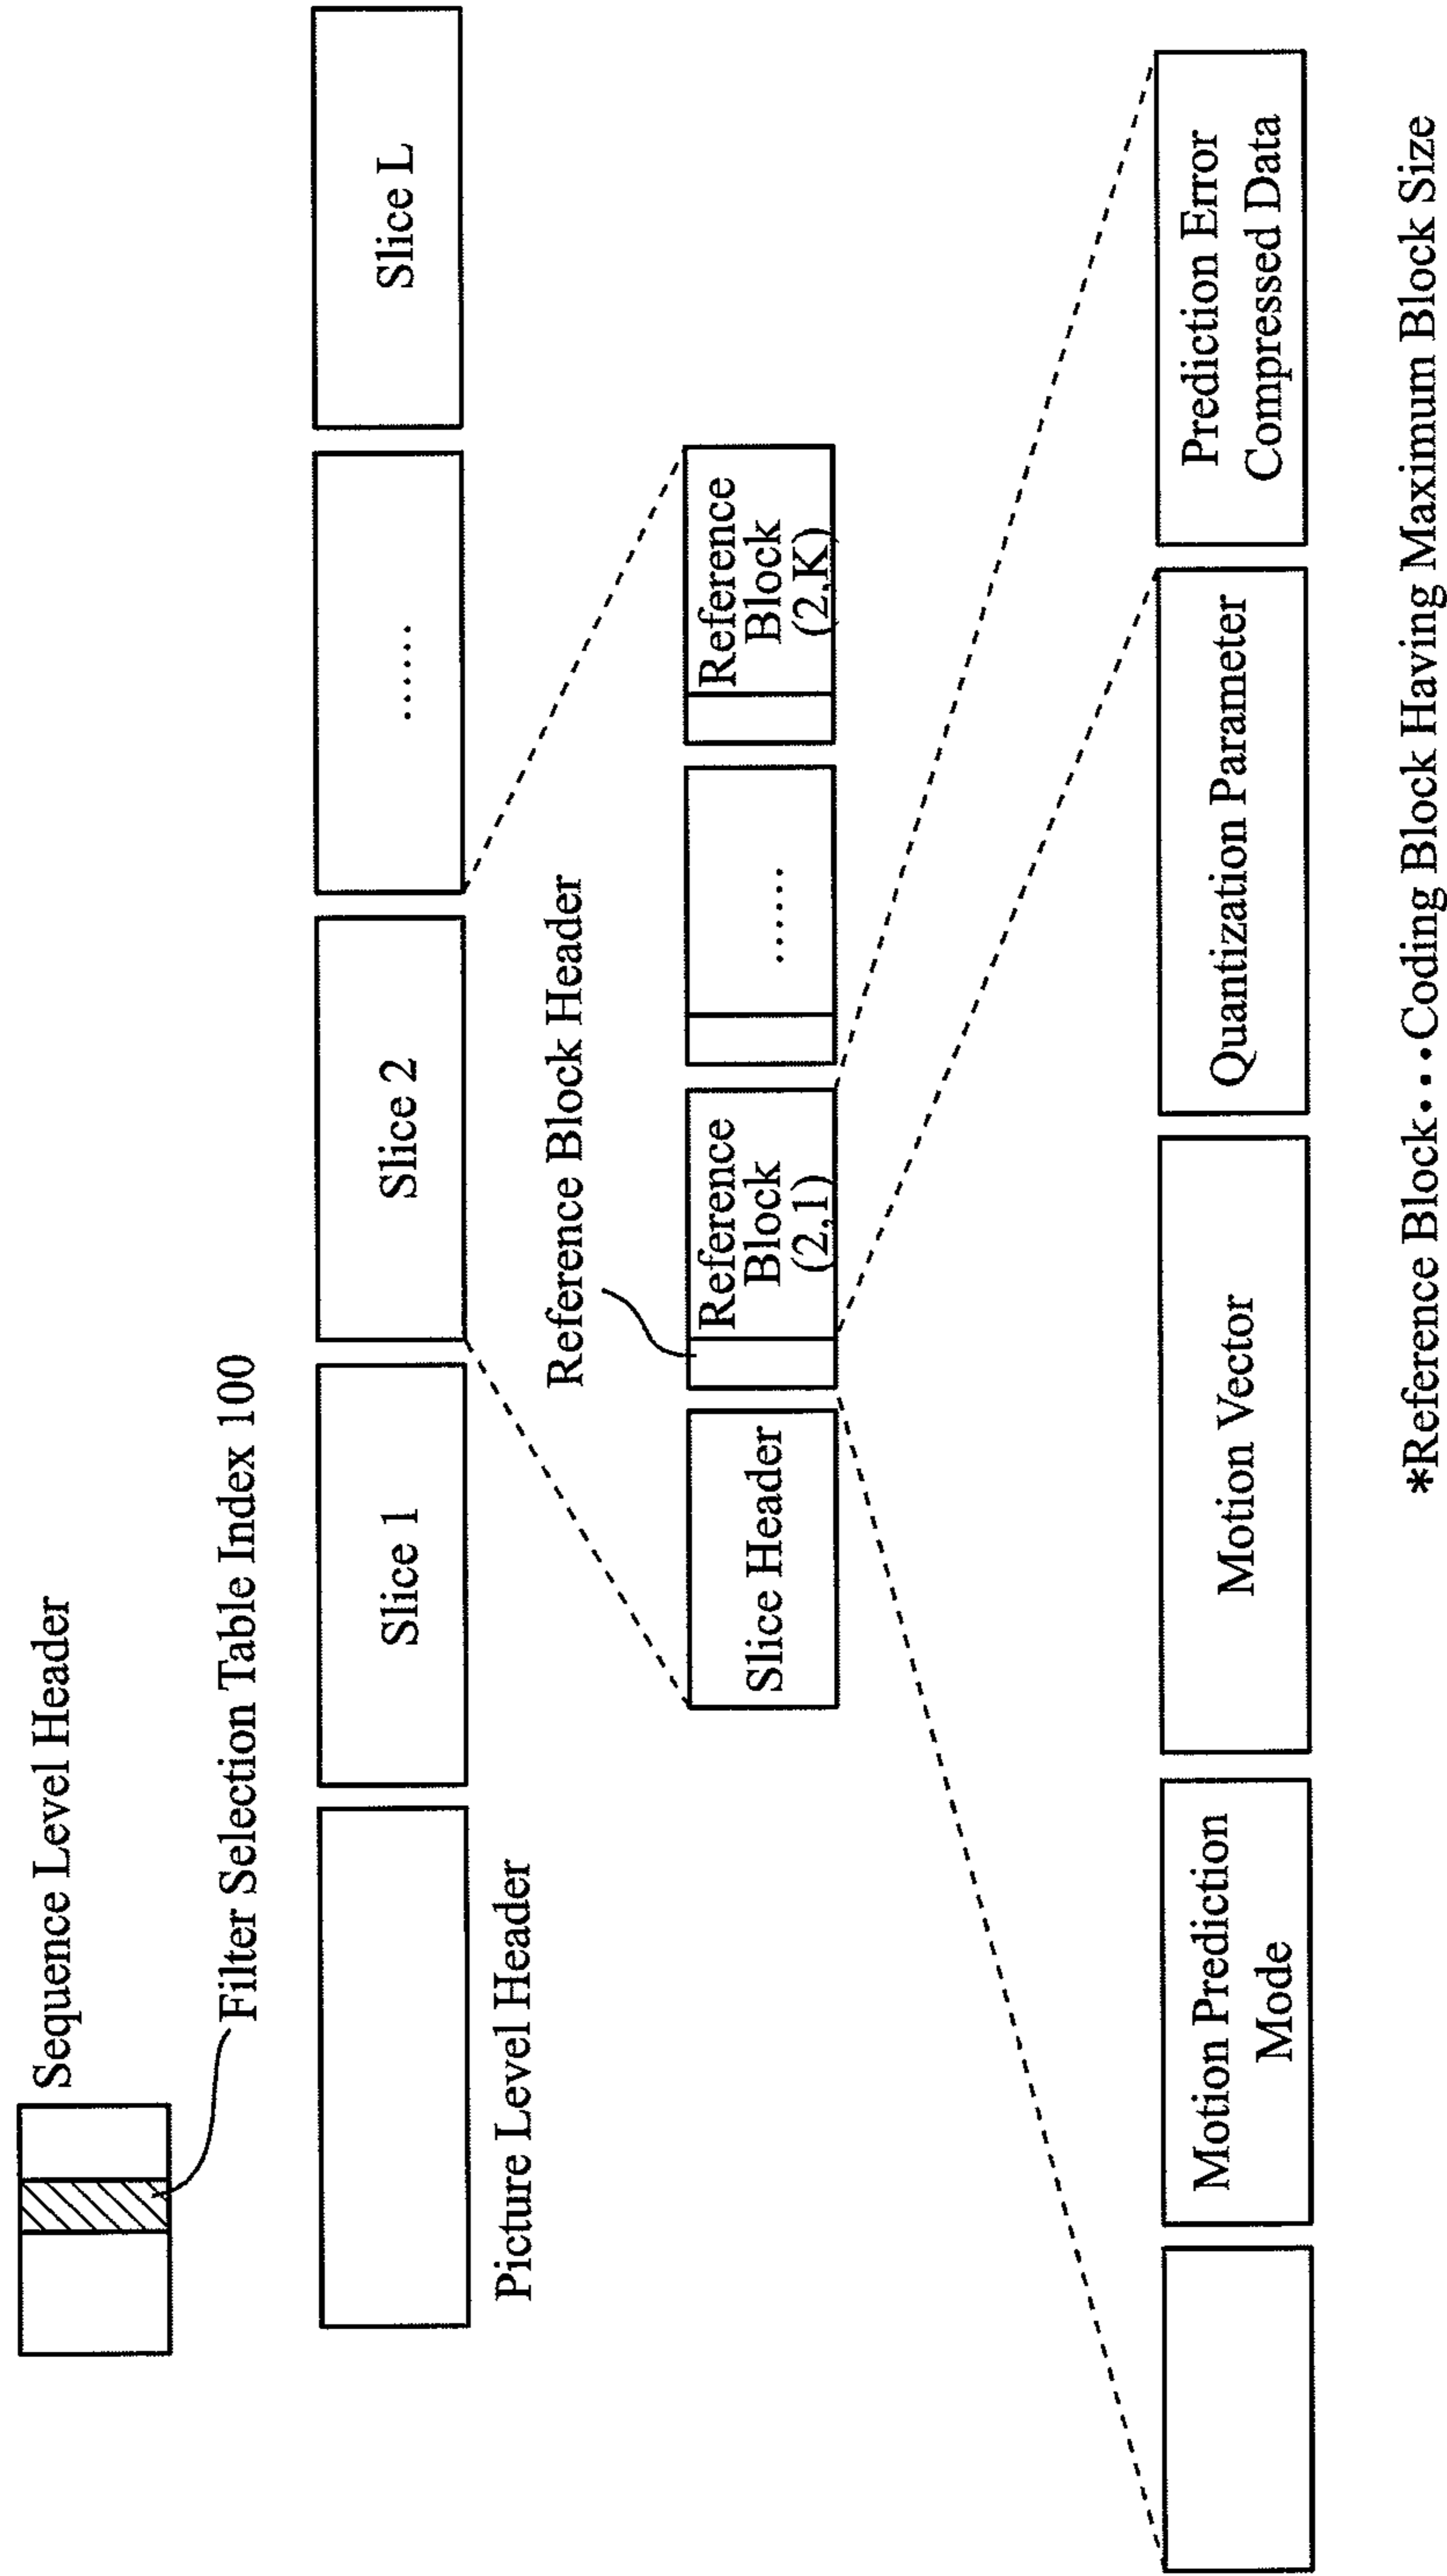 Sequence Level Header
Filter Selection Table Index 100
Slice 1
Slice 2
......
Slice L
Picture Level Header
Reference Block Header
Slice Header
Reference
Block
(2,1)
......
Reference
Block
(2,K)
Motion Prediction
Mode
Motion Vector
Quantization Parameter
Prediction Error
Compressed Data
*Reference Block•••Coding Block Having Maximum Block Size